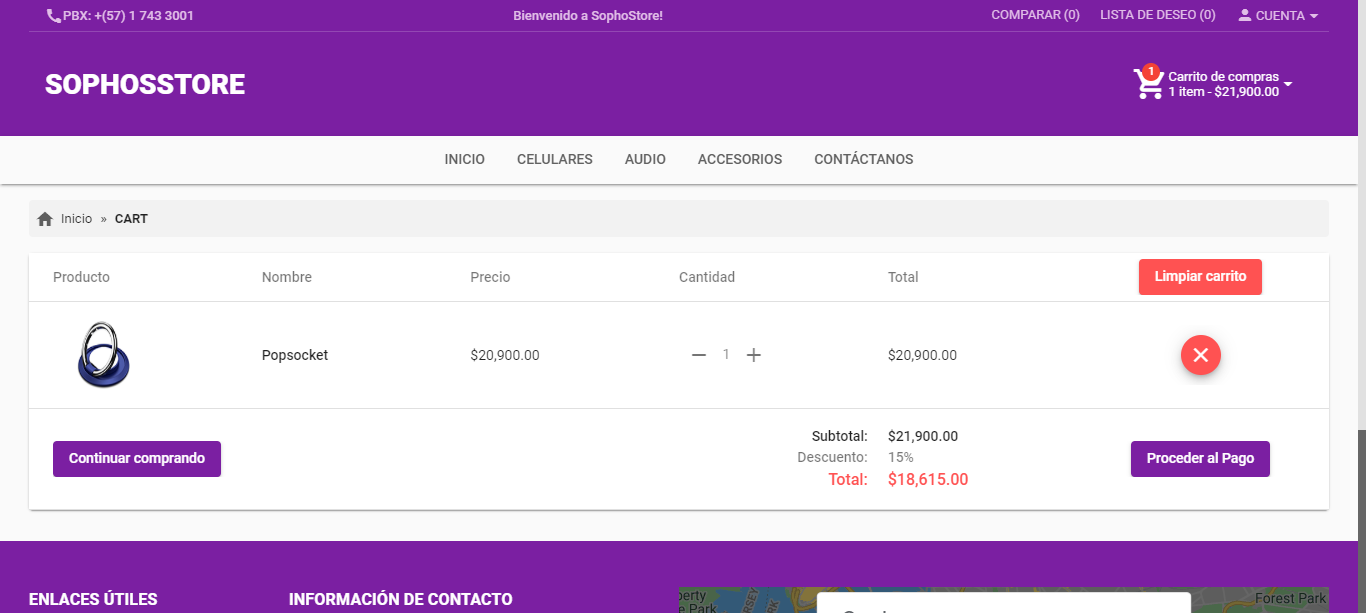 PBX: +(57) 1 743 3001
Bienvenido a SophoStore!
COMPARAR (0)
LISTA DE DESEO (0)
CUENTA
SOPHOSSTORE
1
Carrito de compras
1 item - $21,900.00
INICIO
CELULARES
AUDIO
ACCESORIOS
CONTÁCTANOS
Inicio » CART
Producto
Nombre
Precio
Cantidad
Total
Limpiar carrito
Popsocket
$20,900.00
1
$20,900.00
Continuar comprando
Subtotal: $21,900.00
Descuento: 15%
Total: $18,615.00
Proceder al Pago
ENLACES ÚTILES
INFORMACIÓN DE CONTACTO
Park
Forest Park